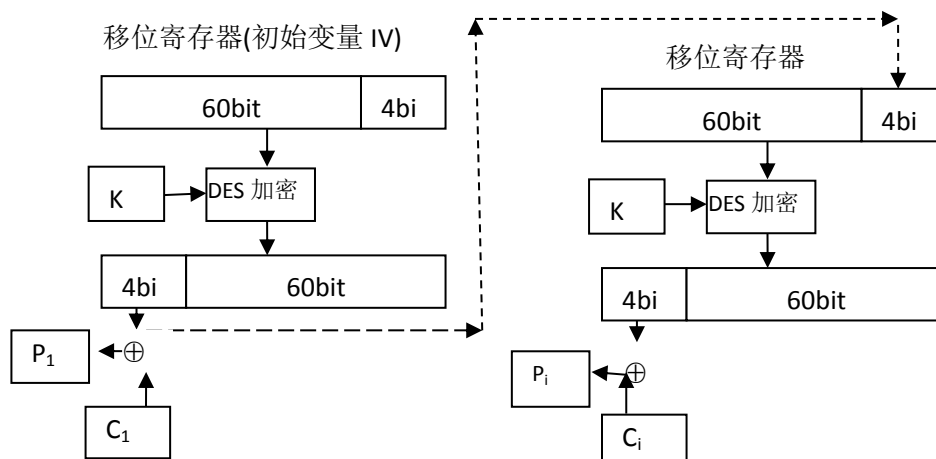 移位寄存器(初始变量 IV)
60bit
4bi
K
DES 加密
4bi
60bit
P1
⊕
C1
移位寄存器
60bit
4bi
K
DES 加密
4bi
60bit
Pi
⊕
Ci